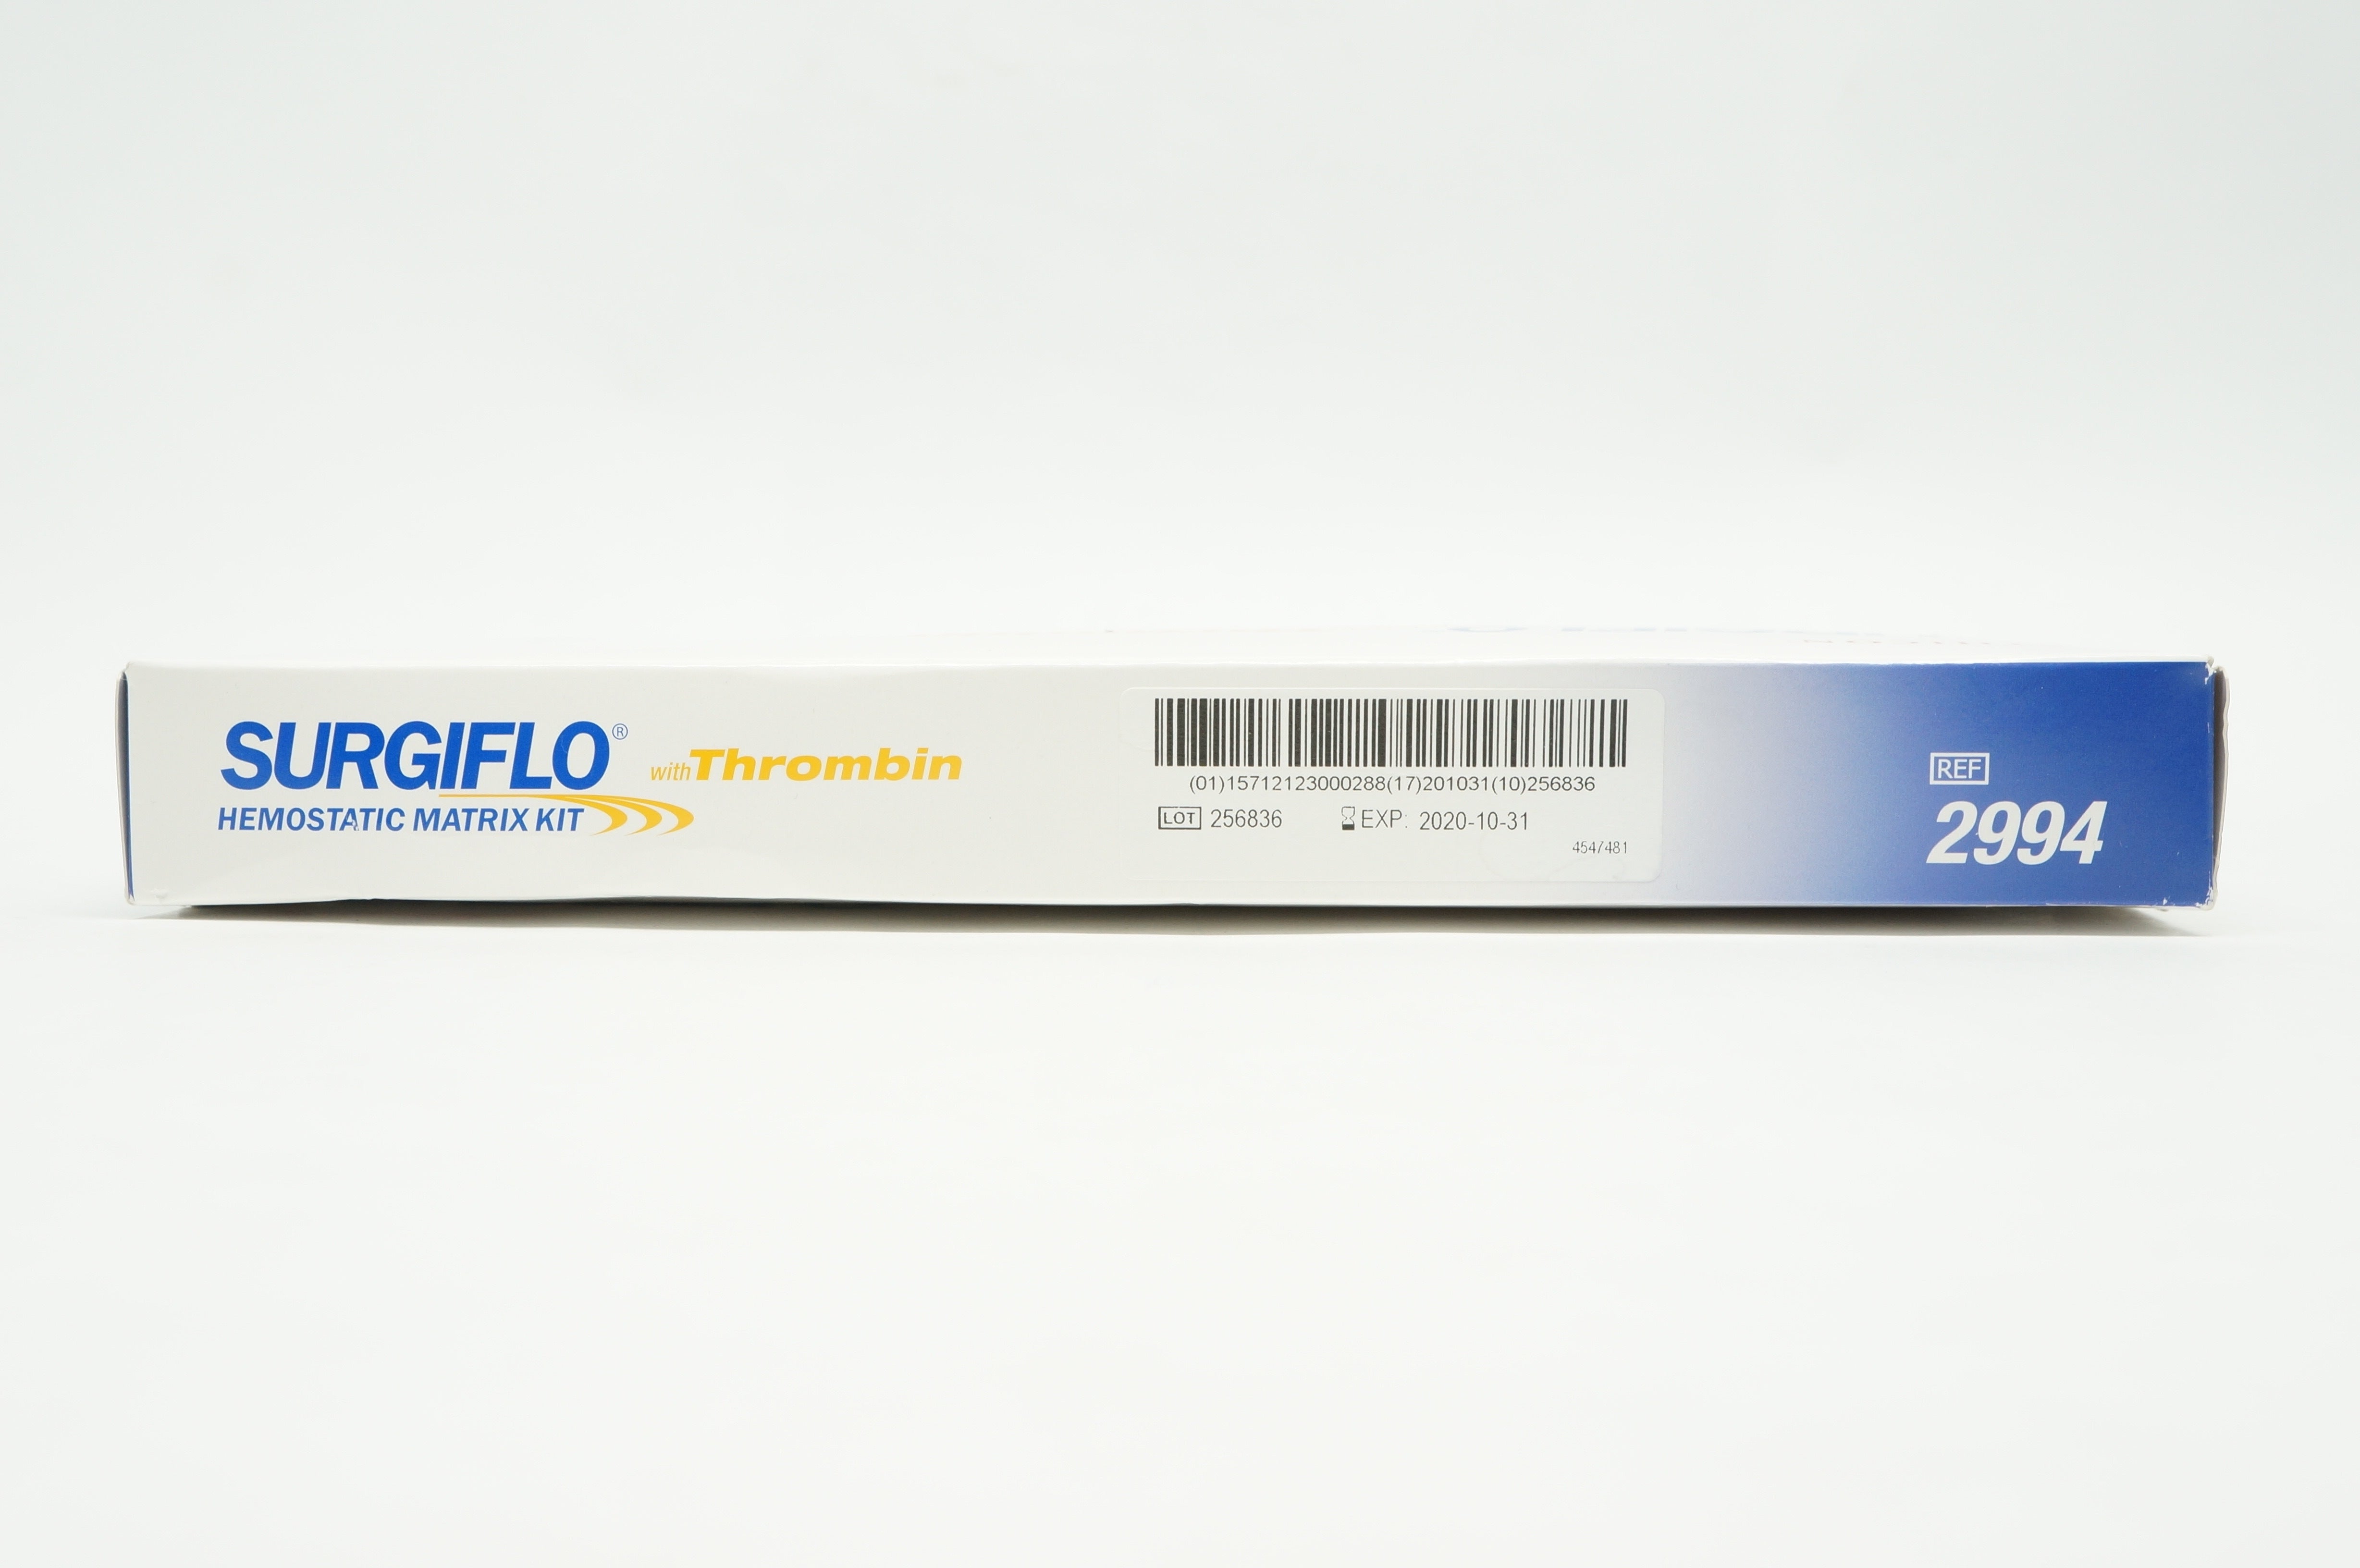 SURGIFLO®
with Thrombin
HEMOSTATIC MATRIX KIT
(01)15712123000288(17)201031(10)256836
LOT 256836 EXP: 2020-10-31
454/481
REF
2994